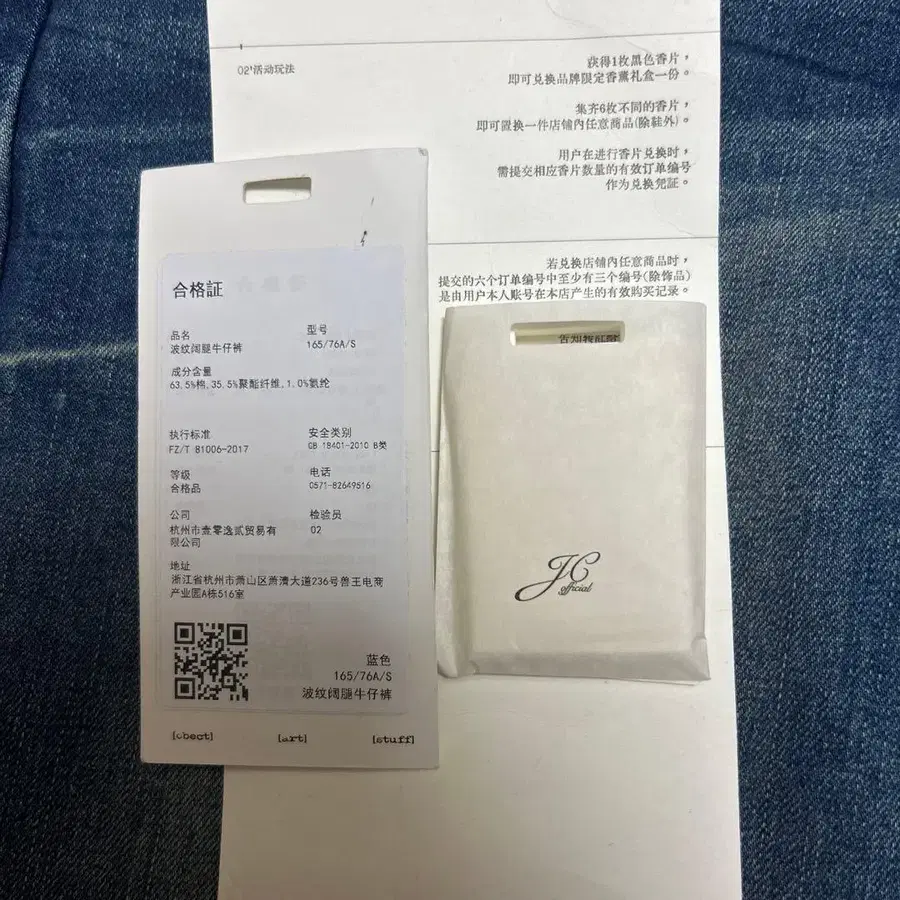 02'活动玩法
获得1枚黑色香片，
即可兑换品牌限定香薰礼盒一份。
集齐6枚不同的香片，
即可置换一件店铺内任意商品(除鞋外)。
用户在进行香片兑换时，
需提交相应香片数量的有效订单编号
作为兑换凭证。
若兑换店铺内任意商品时，
提交的六个订单编号中至少有三个编号(除饰品)
是由用户本人账号在本店产生的有效购买记录。
合格証
品名
波纹阔腿牛仔裤
型号
165/76A/S
成分含量
63.5%棉,35.5%聚酯纤维,1.0%氨纶
执行标准
FZ/T 81006-2017
安全类别
GB 18401-2010 B类
等级
合格品
电话
0571-82649516
公司
杭州市壹零逸贰贸易有
限公司
检验员
02
地址
浙江省杭州市萧山区萧清大道236号兽王电商
产业园A栋516室
蓝色
165/76A/S
波纹阔腿牛仔裤
[obect]
[art]
[stuff]
JC
official